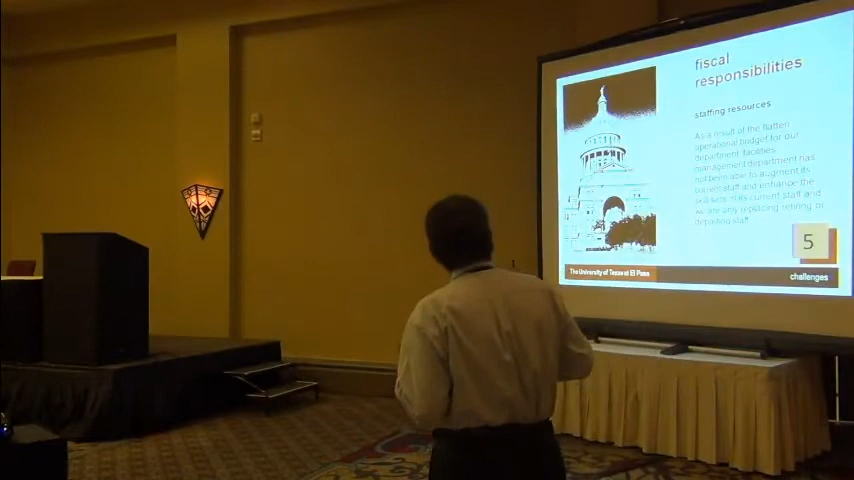 fiscal
responsibilities
staffing resources
As a result of the flatten
operational budget for our
department, facilities
management department has
not been able to augment its
current staff and enhance the
skill sets of its current staff and
we are only replacing retiring or
departing staff.
5
The University of Texas at El Paso
challenges